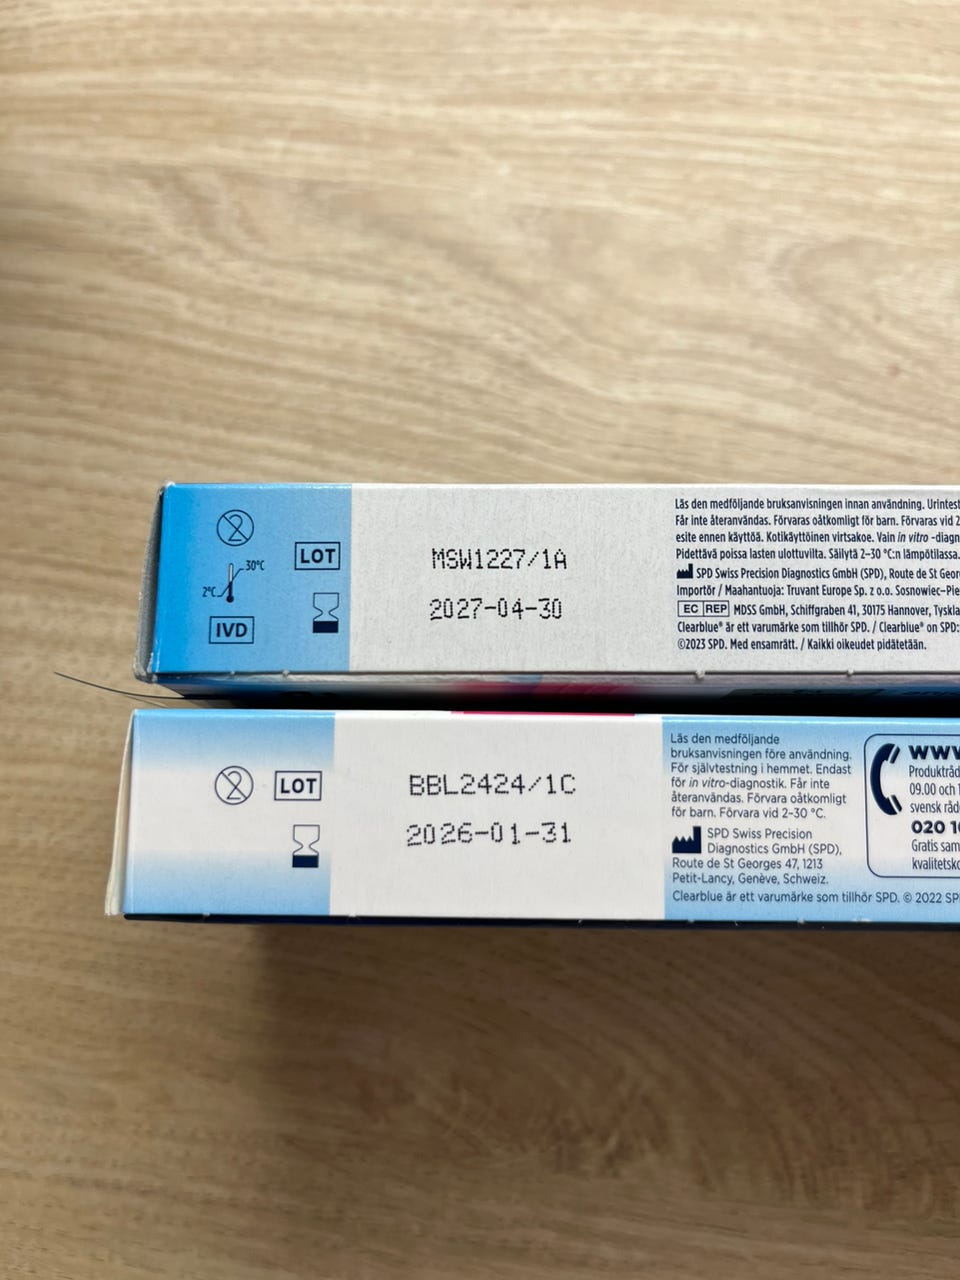 2
30°C
2°C
IVD
LOT
MSW1227/1A
2027-04-30
Läs den medföljande bruksanvisningen innan användning.
Får inte återanvändas. Förvaras oåtkomligt för barn. Förvaras vid
esite ennen käyttöä. Kotikäyttöinen virtsakoe. Vain in vitro -diagn
Pidettävä poissa lasten ulottuvilta. Säilytä 2–30 °C:n lämpötilassa.
SPD Swiss Precision Diagnostics GmbH (SPD), Route de St Geor
Importör / Maahantuoja: Truvant Europe Sp. z o.o. Sosnowiec-Pie
EC REP MDSS GmbH, Schiffgraben 41, 30175 Hannover, Tyskla
Clearblue® är ett varumärke som tillhör SPD. / Clearblue® on SPD:
©2023 SPD. Med ensamrätt. / Kaikki oikeudet pidätetään.
2
LOT
BBL2424/1C
2026-01-31
Läs den medföljande
bruksanvisningen före användning.
För självtestning i hemmet. Endast
för in vitro-diagnostik. Får inte
återanvändas. Förvara oåtkomligt
för barn. Förvara vid 2-30 °C.
SPD Swiss Precision
Diagnostics GmbH (SPD),
Route de St Georges 47, 1213
Petit-Lancy, Genève, Schweiz.
Clearblue är ett varumärke som tillhör SPD. © 2022 SP
www
Produktråd
09.00 och 1
svensk råd
020 10
Gratis sam
kvalitetsko